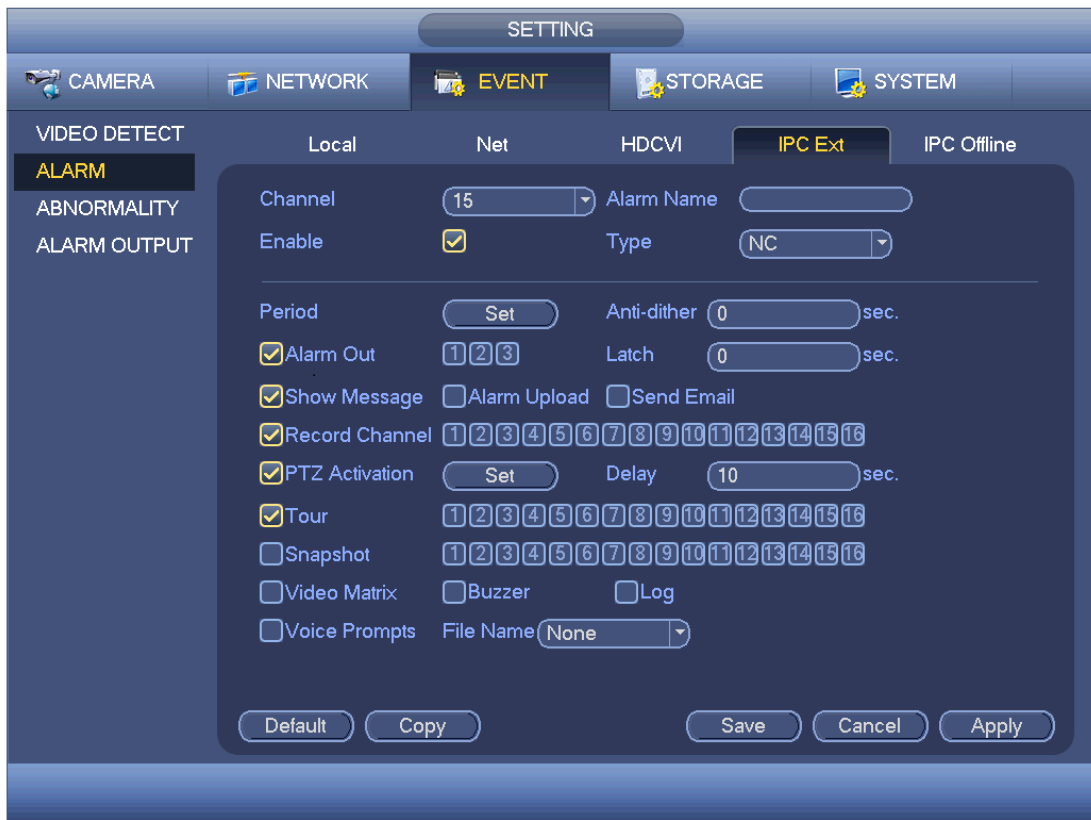 SETTING
CAMERA NETWORK EVENT STORAGE SYSTEM
VIDEO DETECT
ALARM
ABNORMALITY
ALARM OUTPUT
Local Net HDCVI IPC Ext IPC Offline
Channel 15 Alarm Name
Enable Type NC
Period Set Anti-dither 0 sec.
Alarm Out 1 2 3 Latch 0 sec.
Show Message Alarm Upload Send Email
Record Channel 1 2 3 4 5 6 7 8 9 10 11 12 13 14 15 16
PTZ Activation Set Delay 10 sec.
Tour 1 2 3 4 5 6 7 8 9 10 11 12 13 14 15 16
Snapshot 1 2 3 4 5 6 7 8 9 10 11 12 13 14 15 16
Video Matrix Buzzer Log
Voice Prompts File Name None
Default Copy Save Cancel Apply